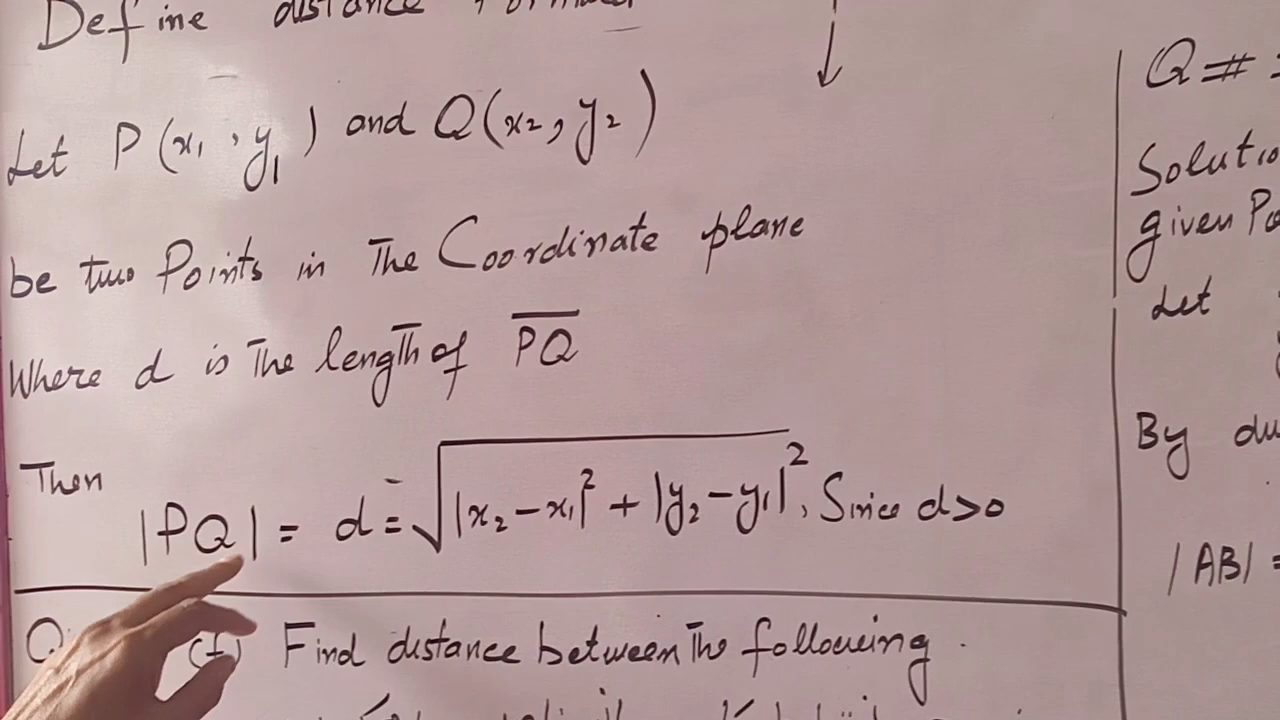 Define distance Formula
Let P(x₁, y₁) and Q(x₂, y₂)
be two Points in The Coordinate plane
Where d is The length of P̅Q̅
Then
|PQ| = d = √|x₂-x₁|² + |y₂-y₁|², Since d>0
(f) Find distance between The following.
Q#
Solutio
given Po
Let
By
|AB| =